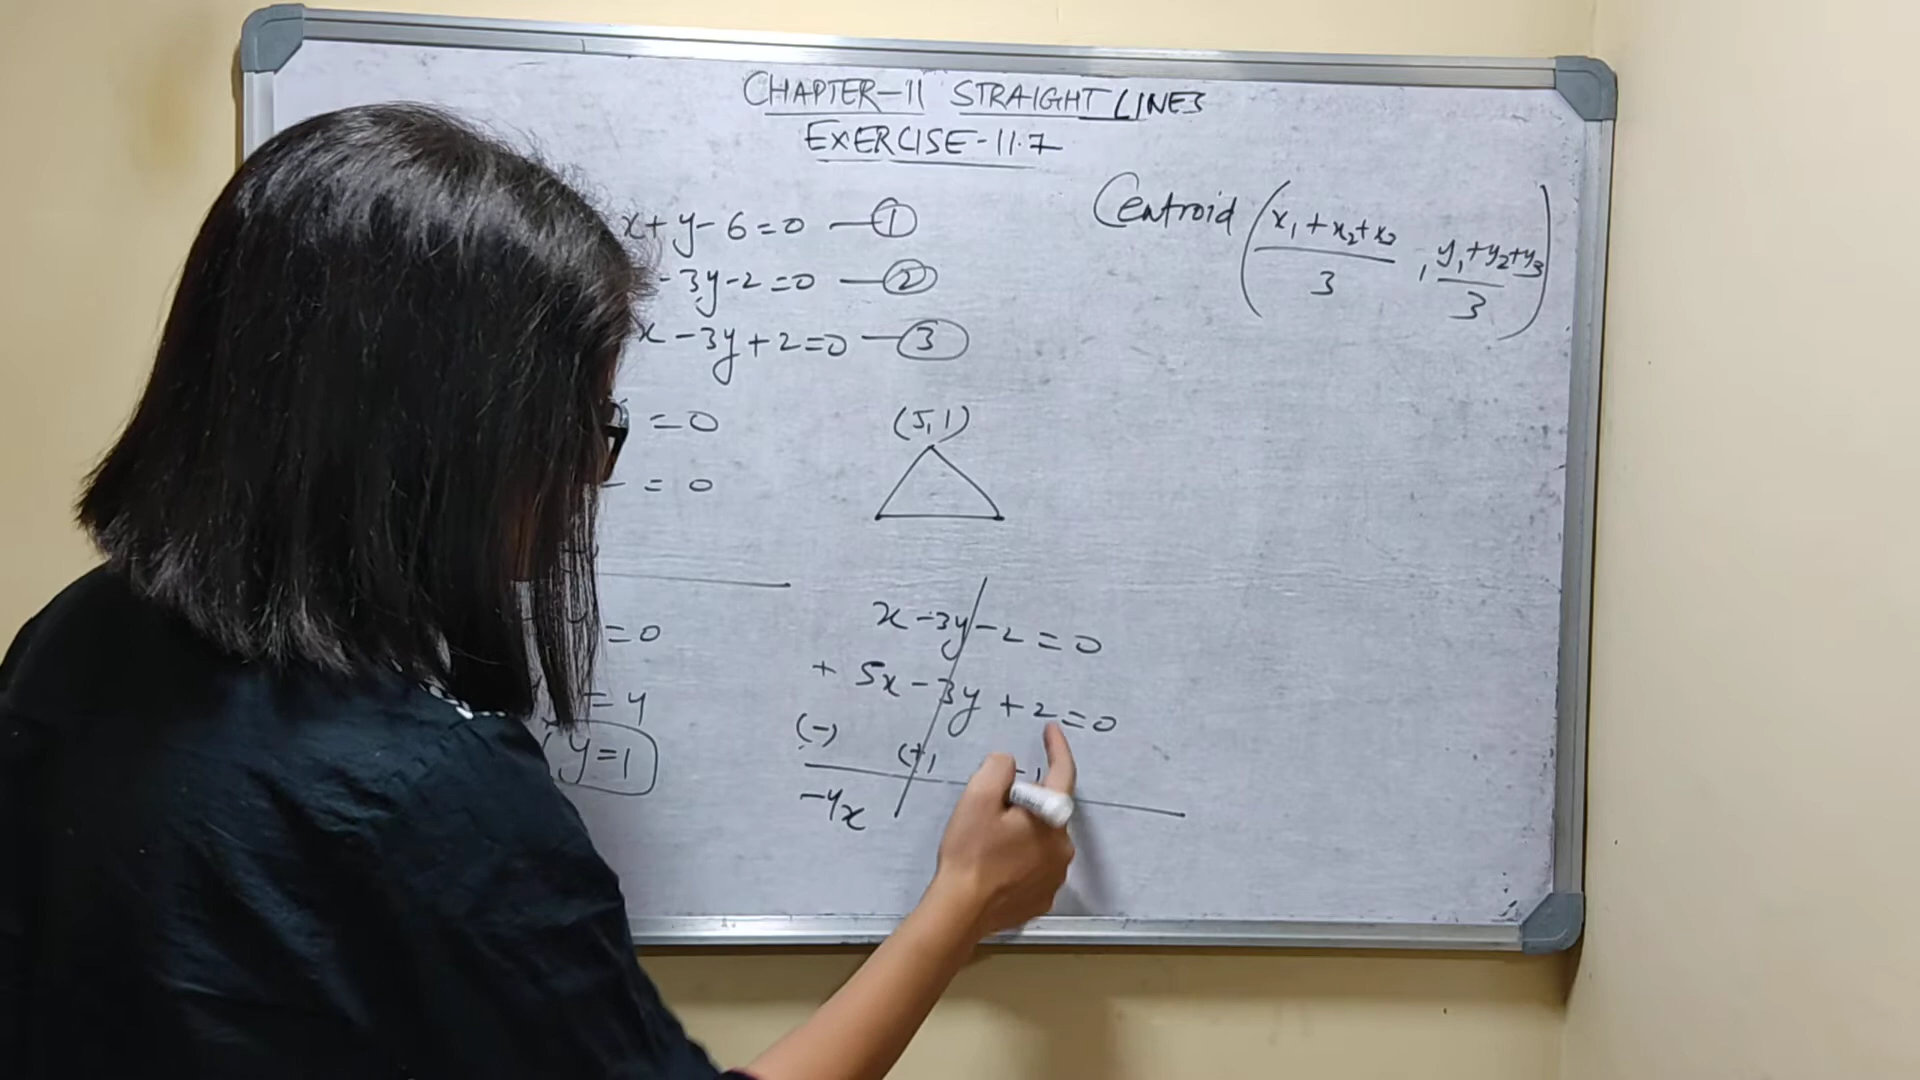 CHAPTER-11 STRAIGHT LINES
EXERCISE-11.7
x+y-6=0 —①
-3y-2=0 —②
x-3y+2=0 —③
Centroid (x₁+x₂+x₃/3, y₁+y₂+y₃/3)
=0
(5,1)
- = 0
=0
= 4
y=1
x-3y-2=0
+ 5x-3y+2=0
(-) (+)
-4x